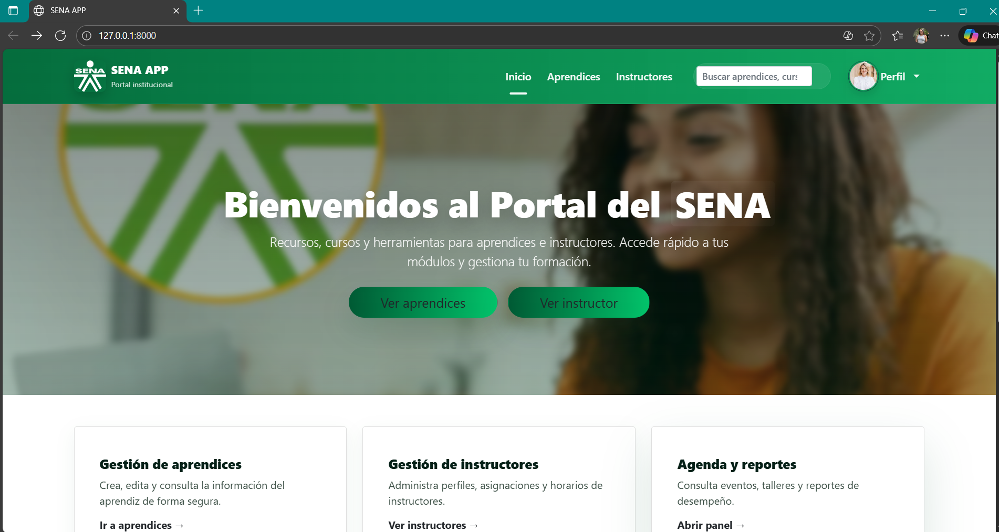 SENA APP
127.0.0.1:8000
Chat
SENA
SENA APP
Portal institucional
Inicio
Aprendices
Instructores
Buscar aprendices, curs
Perfil
Bienvenidos al Portal del SENA
Recursos, cursos y herramientas para aprendices e instructores. Accede rápido a tus
módulos y gestiona tu formación.
Ver aprendices
Ver instructor
Gestión de aprendices
Crea, edita y consulta la información del
aprendiz de forma segura.
Ir a aprendices →
Gestión de instructores
Administra perfiles, asignaciones y horarios de
instructores.
Ver instructores →
Agenda y reportes
Consulta eventos, talleres y reportes de
desempeño.
Abrir panel →